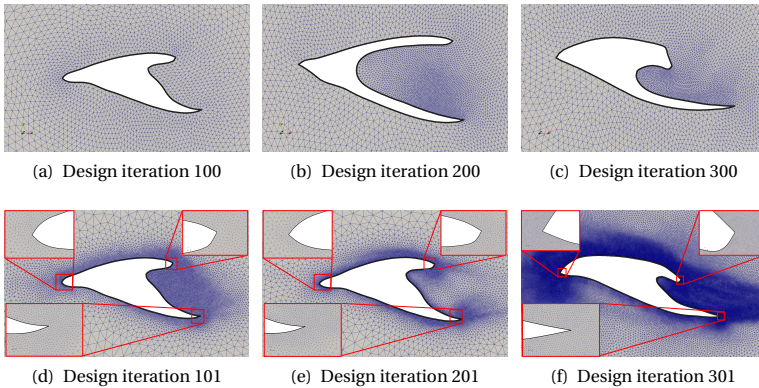 (a) Design iteration 100
(b) Design iteration 200
(c) Design iteration 300
(d) Design iteration 101
(e) Design iteration 201
(f) Design iteration 301